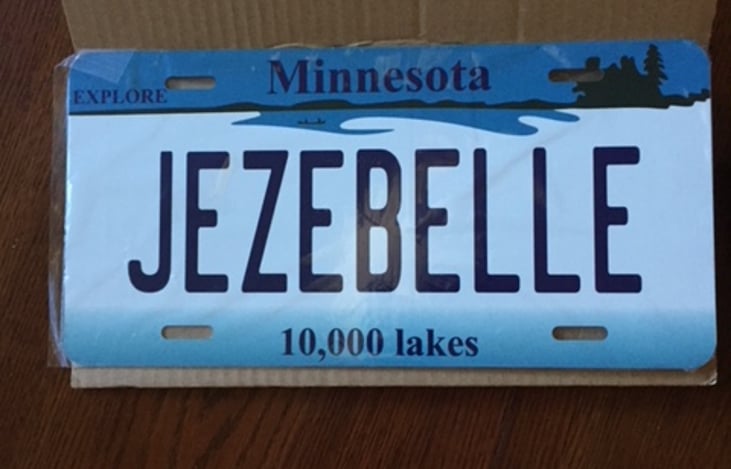 Minnesota
EXPLORE
JEZEBELLE
10,000 lakes